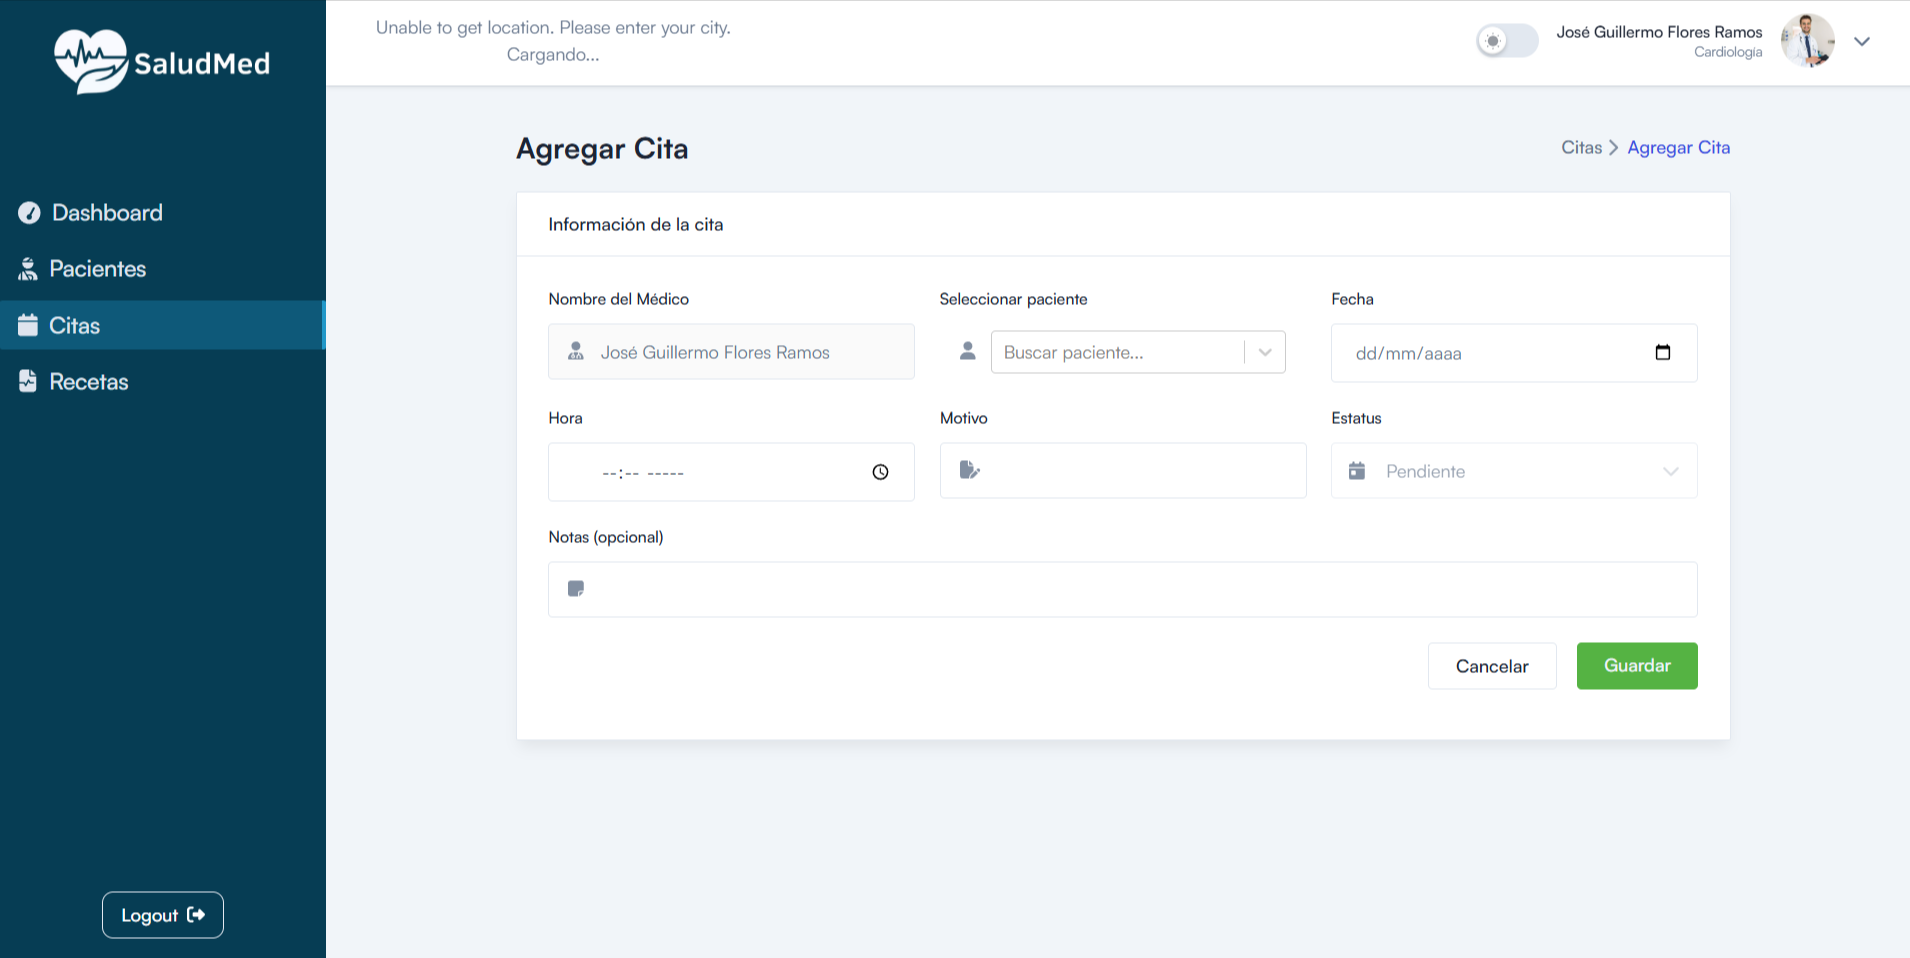 SaludMed
Dashboard
Pacientes
Citas
Recetas
Logout
Unable to get location. Please enter your city.
Cargando...
José Guillermo Flores Ramos
Cardiología
Agregar Cita
Citas > Agregar Cita
Información de la cita
Nombre del Médico
José Guillermo Flores Ramos
Seleccionar paciente
Buscar paciente...
Fecha
dd/mm/aaaa
Hora
--:-- -----
Motivo
Estatus
Pendiente
Notas (opcional)
Cancelar
Guardar